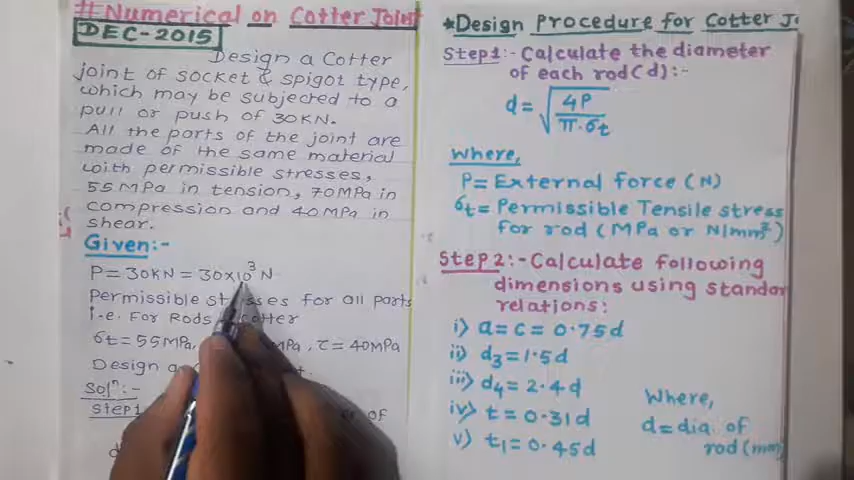 #Numerical on Cotter Joint
DEC-2015
Design a Cotter
joint of socket & spigot type,
which may be subjected to a
pull or push of 30KN.
All the parts of the joint are
made of the same material
with permissible stresses,
55MPa in tension, 70MPa in
compression and 40MPa in
shear.
Given:-
P = 30KN = 30×10³ N
Permissible stresses for all parts
i.e. For Rods
σt = 55MPa, MPa, τ = 40MPa
Design a
Solⁿ:-
Step1 of
d
*Design Procedure for Cotter Jo
Step1:- Calculate the diameter
of each rod(d):-
d = √4P/π.σt
Where,
P = External force (N)
σt = Permissible Tensile stress
for rod (MPa or N/mm²)
Step2:- Calculate following
dimensions using standar
relations:
i) a = c = 0.75d
ii) d3 = 1.5d
iii) d4 = 2.4d
iv) t = 0.31d
v) t1 = 0.45d
Where,
d = dia. of
rod (mm)